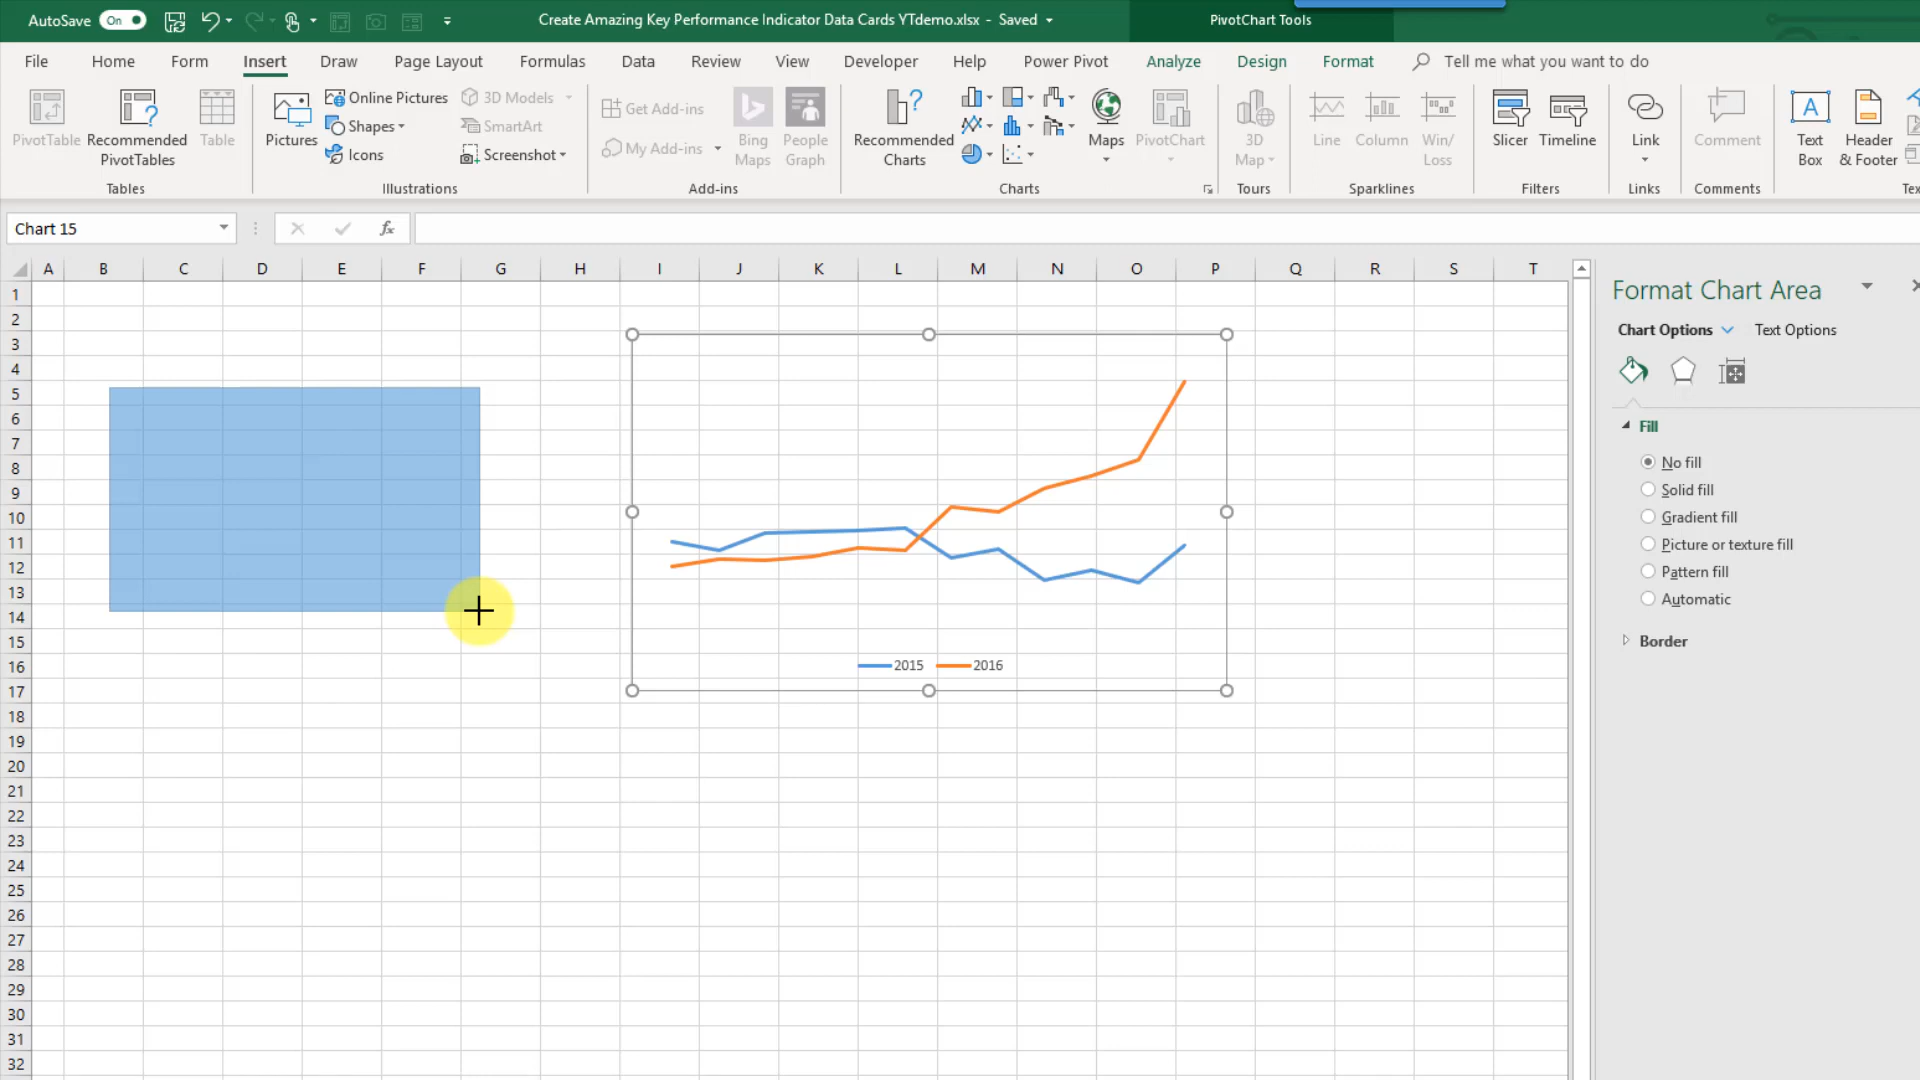 AutoSave On Create Amazing Key Performance Indicator Data Cards YTdemo.xlsx - Saved PivotChart Tools
File Home Form Insert Draw Page Layout Formulas Data Review View Developer Help Power Pivot Analyze Design Format Tell me what you want to do
PivotTable
Recommended
PivotTables
Table
Tables
Pictures
Online Pictures
Shapes
Icons
3D Models
SmartArt
Screenshot
Illustrations
Get Add-ins
My Add-ins
Bing
Maps
People
Graph
Add-ins
Recommended
Charts
Maps
PivotChart
Charts
3D
Map
Tours
Line
Column
Win/
Loss
Sparklines
Slicer
Timeline
Filters
Link
Links
Comment
Comments
Text
Box
Header
& Footer
Chart 15
fx
A B C D E F G H I J K L M N O P Q R S T
1
2
3
4
5
6
7
8
9
10
11
12
13
14
15
16
17
18
19
20
21
22
23
24
25
26
27
28
29
30
31
32
2015 2016
Format Chart Area
Chart Options Text Options
Fill
No fill
Solid fill
Gradient fill
Picture or texture fill
Pattern fill
Automatic
Border